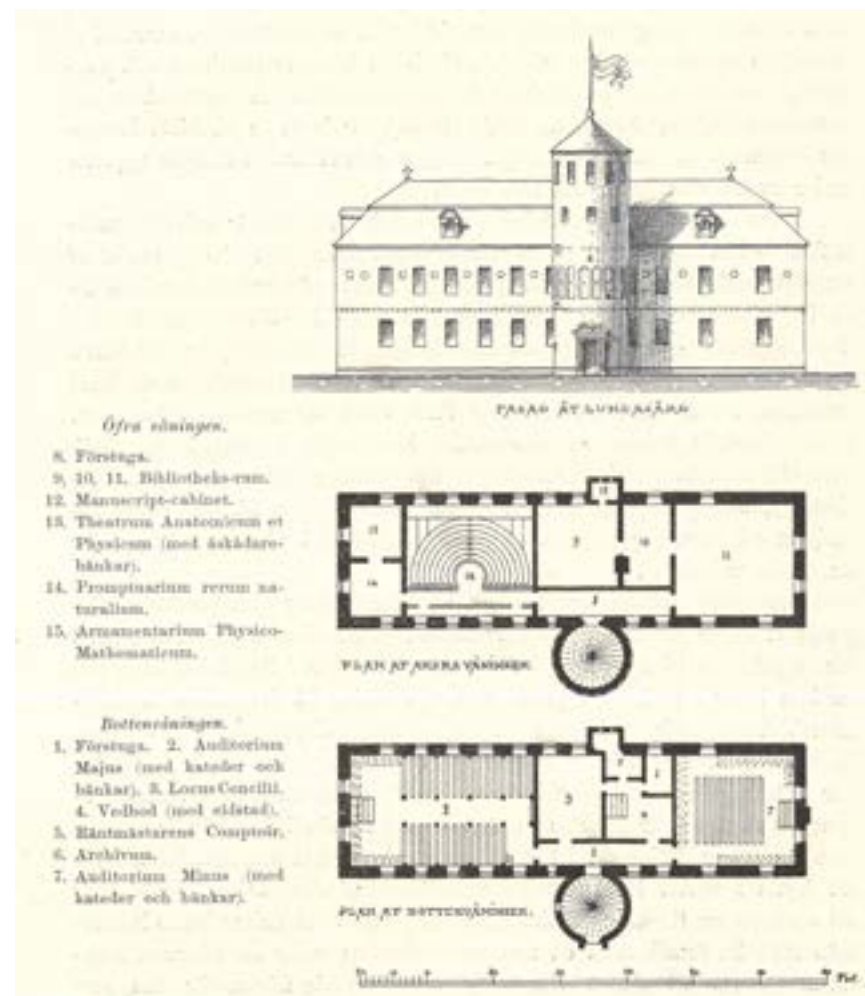 FASAD ÅT LUNDAGÅRD
Öfra våningen.
8. Förstuga.
9, 10, 11. Bibliotheks-rum.
12. Manuscript-cabinet.
13. Theatrum Anatomicum et
Physicum (med åskådare-
bänkar).
14. Promptuarium rerum na-
turalium.
15. Armamentarium Physico-
Mathematicum.
PLAN AF ANDRA VÅNINGEN.
Bottenvåningen.
1. Förstuga. 2. Auditorium
Majus (med kateder och
bänkar). 3. Locus Concilii.
4. Vedbod (med eldstad).
5. Räntmästarens Comptoir.
6. Archivum.
7. Auditorium Minus (med
kateder och bänkar).
PLAN AF BOTTENVÅNINGEN.
Fot